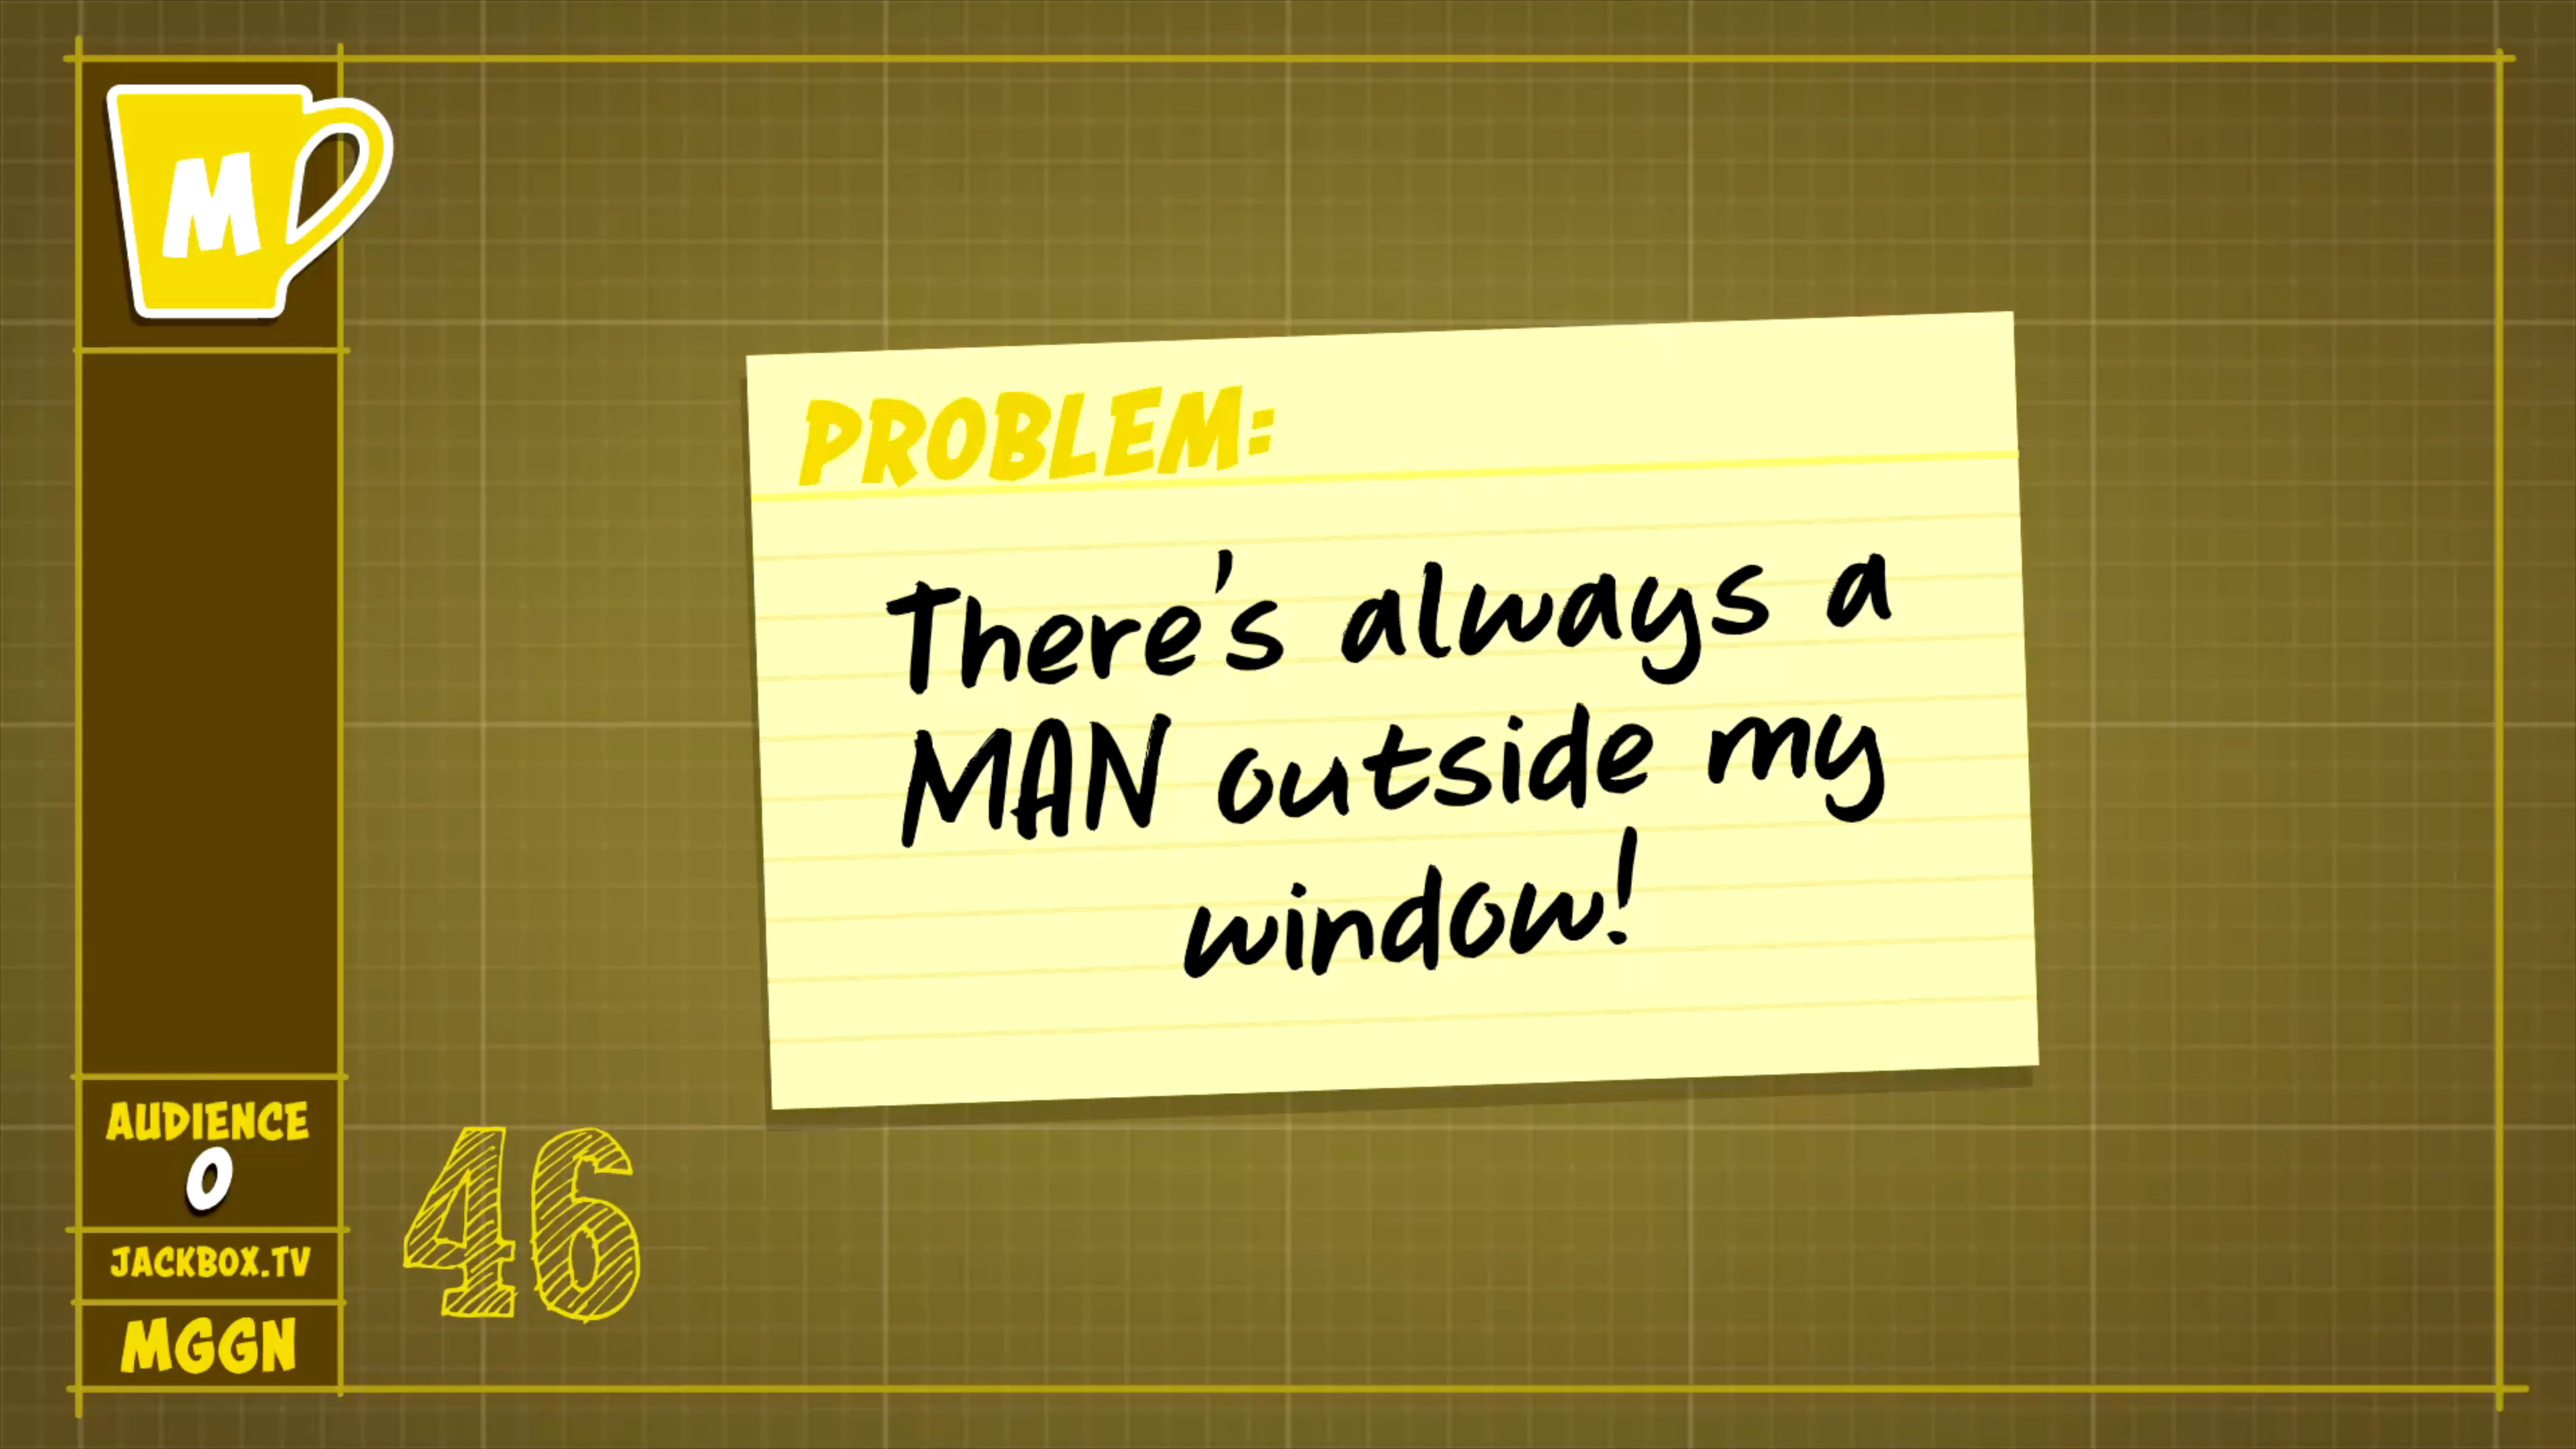 M
PROBLEM:
There's always a
MAN outside my
window!
AUDIENCE
0
JACKBOX.TV
MGGN
46